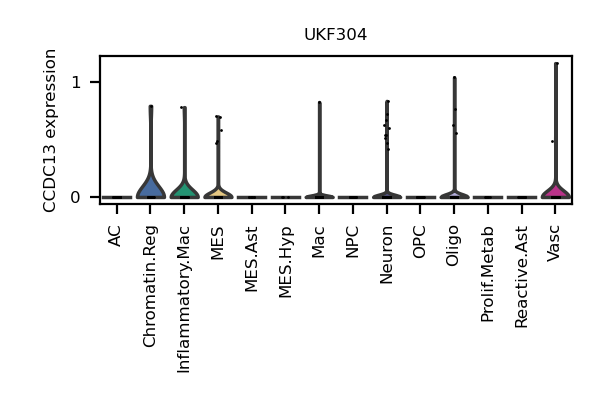 UKF304
CCDC13 expression
1
0
AC
Chromatin.Reg
Inflammatory.Mac
MES
MES.Ast
MES.Hyp
Mac
NPC
Neuron
OPC
Oligo
Prolif.Metab
Reactive.Ast
Vasc